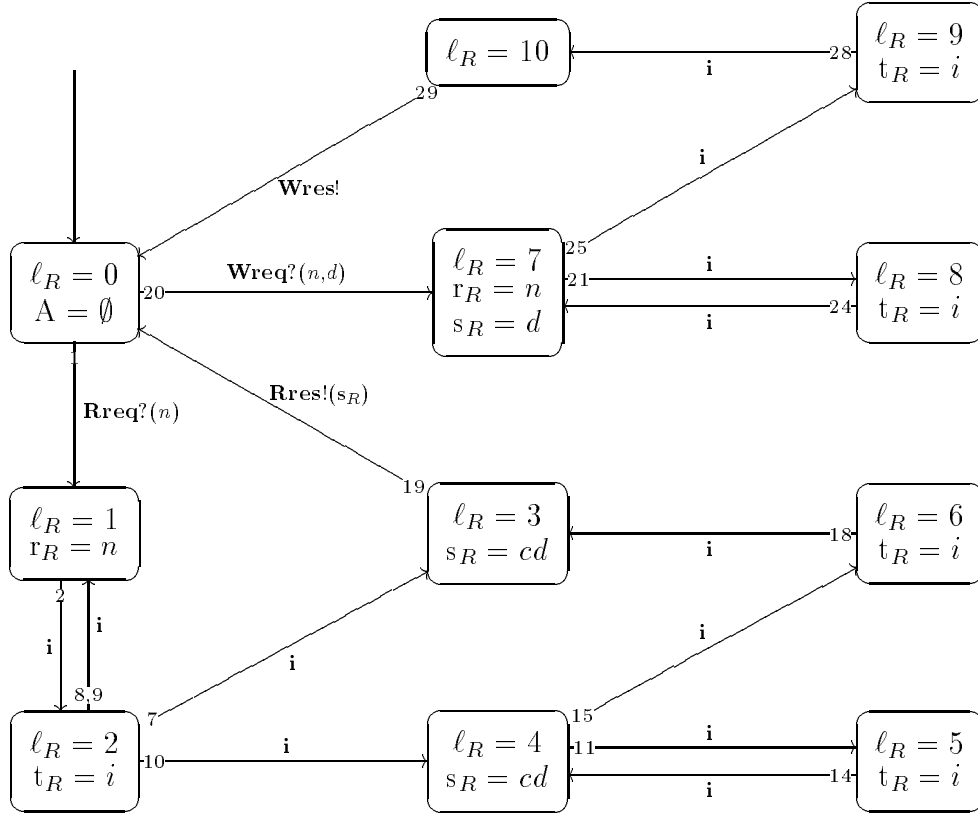 ℓ_R = 10
28
ℓ_R = 9
t_R = i
i
29
i
Wres!
ℓ_R = 0
A = ∅
20
Wreq?(n,d)
ℓ_R = 7
r_R = n
s_R = d
25
21
i
24
i
ℓ_R = 8
t_R = i
1
Rreq?(n)
Rres!(s_R)
19
ℓ_R = 1
r_R = n
ℓ_R = 3
s_R = cd
18
i
ℓ_R = 6
t_R = i
2
i
i
8,9
i
i
7
15
ℓ_R = 2
t_R = i
10
i
ℓ_R = 4
s_R = cd
11
i
14
i
ℓ_R = 5
t_R = i